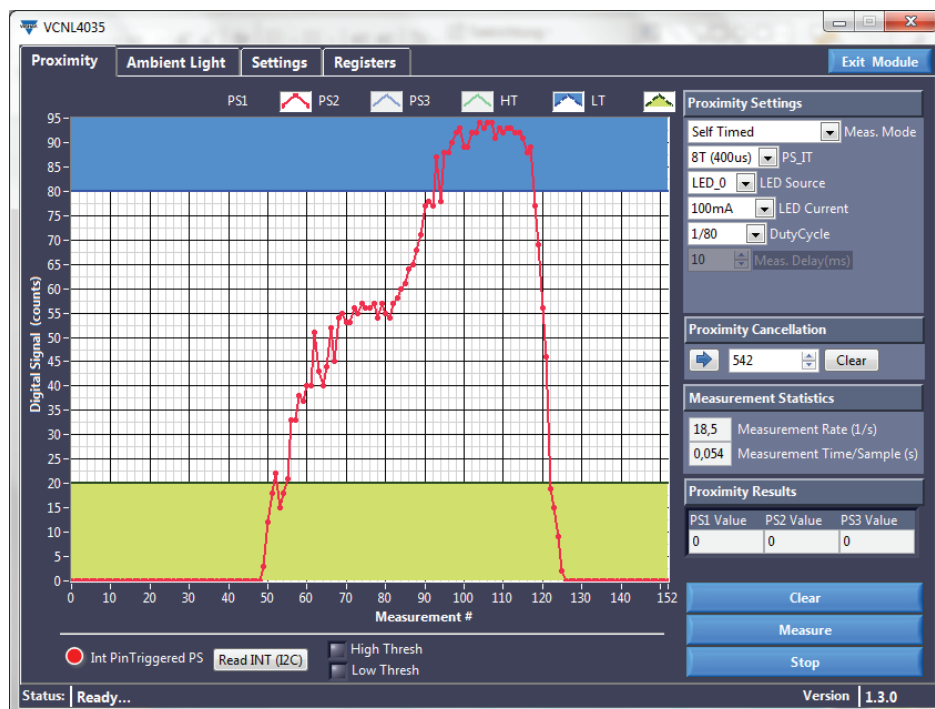 VCNL4035
Proximity
Ambient Light
Settings
Registers
Exit Module
PS1
PS2
PS3
HT
LT
95
90
85
80
75
70
65
60
55
50
45
40
35
30
25
20
15
10
5
0
Digital Signal (counts)
0 10 20 30 40 50 60 70 80 90 100 110 120 130 140 152
Measurement #
Proximity Settings
Self Timed Meas. Mode
8T (400us) PS_IT
LED_0 LED Source
100mA LED Current
1/80 DutyCycle
10 Meas. Delay(ms)
Proximity Cancellation
542 Clear
Measurement Statistics
18,5 Measurement Rate (1/s)
0,054 Measurement Time/Sample (s)
Proximity Results
PS1 Value PS2 Value PS3 Value
0 0 0
Clear
Measure
Stop
Int PinTriggered PS
Read INT (I2C)
High Thresh
Low Thresh
Status: Ready...
Version 1.3.0